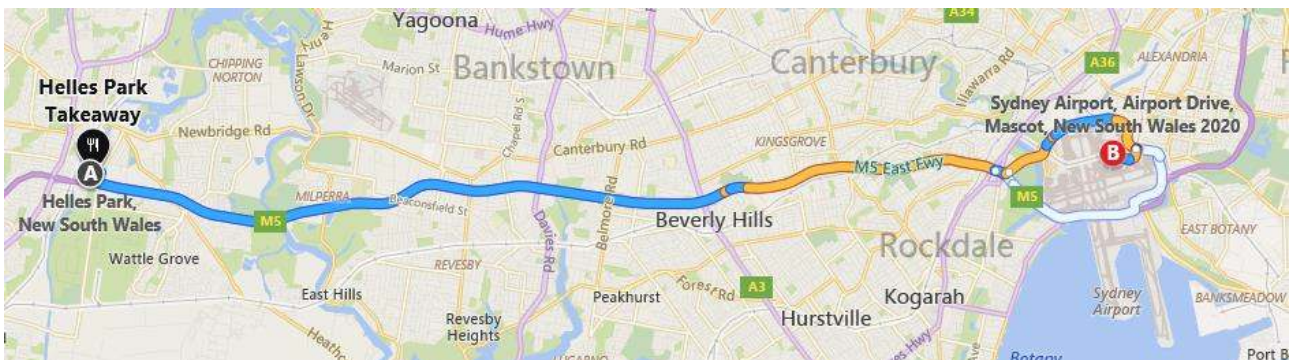 Yagoona
Hume Hwy
Henry
Lawson Dr
CHIPPING
NORTON
Marion St
Bankstown
Canterbury
A34
A36
ALEXANDRIA
Illawarra Rd
Helles Park
Takeaway
Newbridge Rd
Chapel Rd S
Canterbury Rd
KINGSGROVE
Sydney Airport, Airport Drive,
Mascot, New South Wales 2020
B
A
Helles Park,
New South Wales
MILPERRA
Beaconsfield St
M5
M5 East Fwy
M5
Davies Rd
Belmore Rd
Beverly Hills
Rockdale
EAST BOTANY
Wattle Grove
REVESBY
East Hills
Peakhurst
Forest Rd
A3
Kogarah
Sydney
Airport
BANKSMEADOW
Revesby
Heights
Hurstville
LUGARNO
Botany
Port B